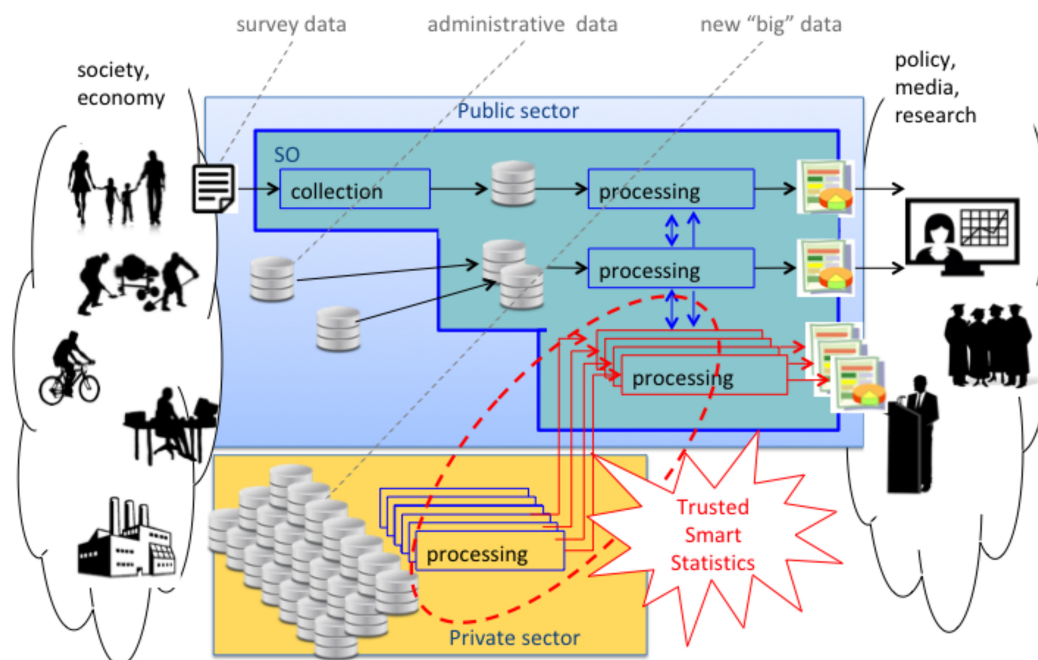 survey data
administrative data
new “big” data
society,
economy
policy,
media,
research
Public sector
SO
collection
processing
processing
processing
processing
Trusted
Smart
Statistics
Private sector